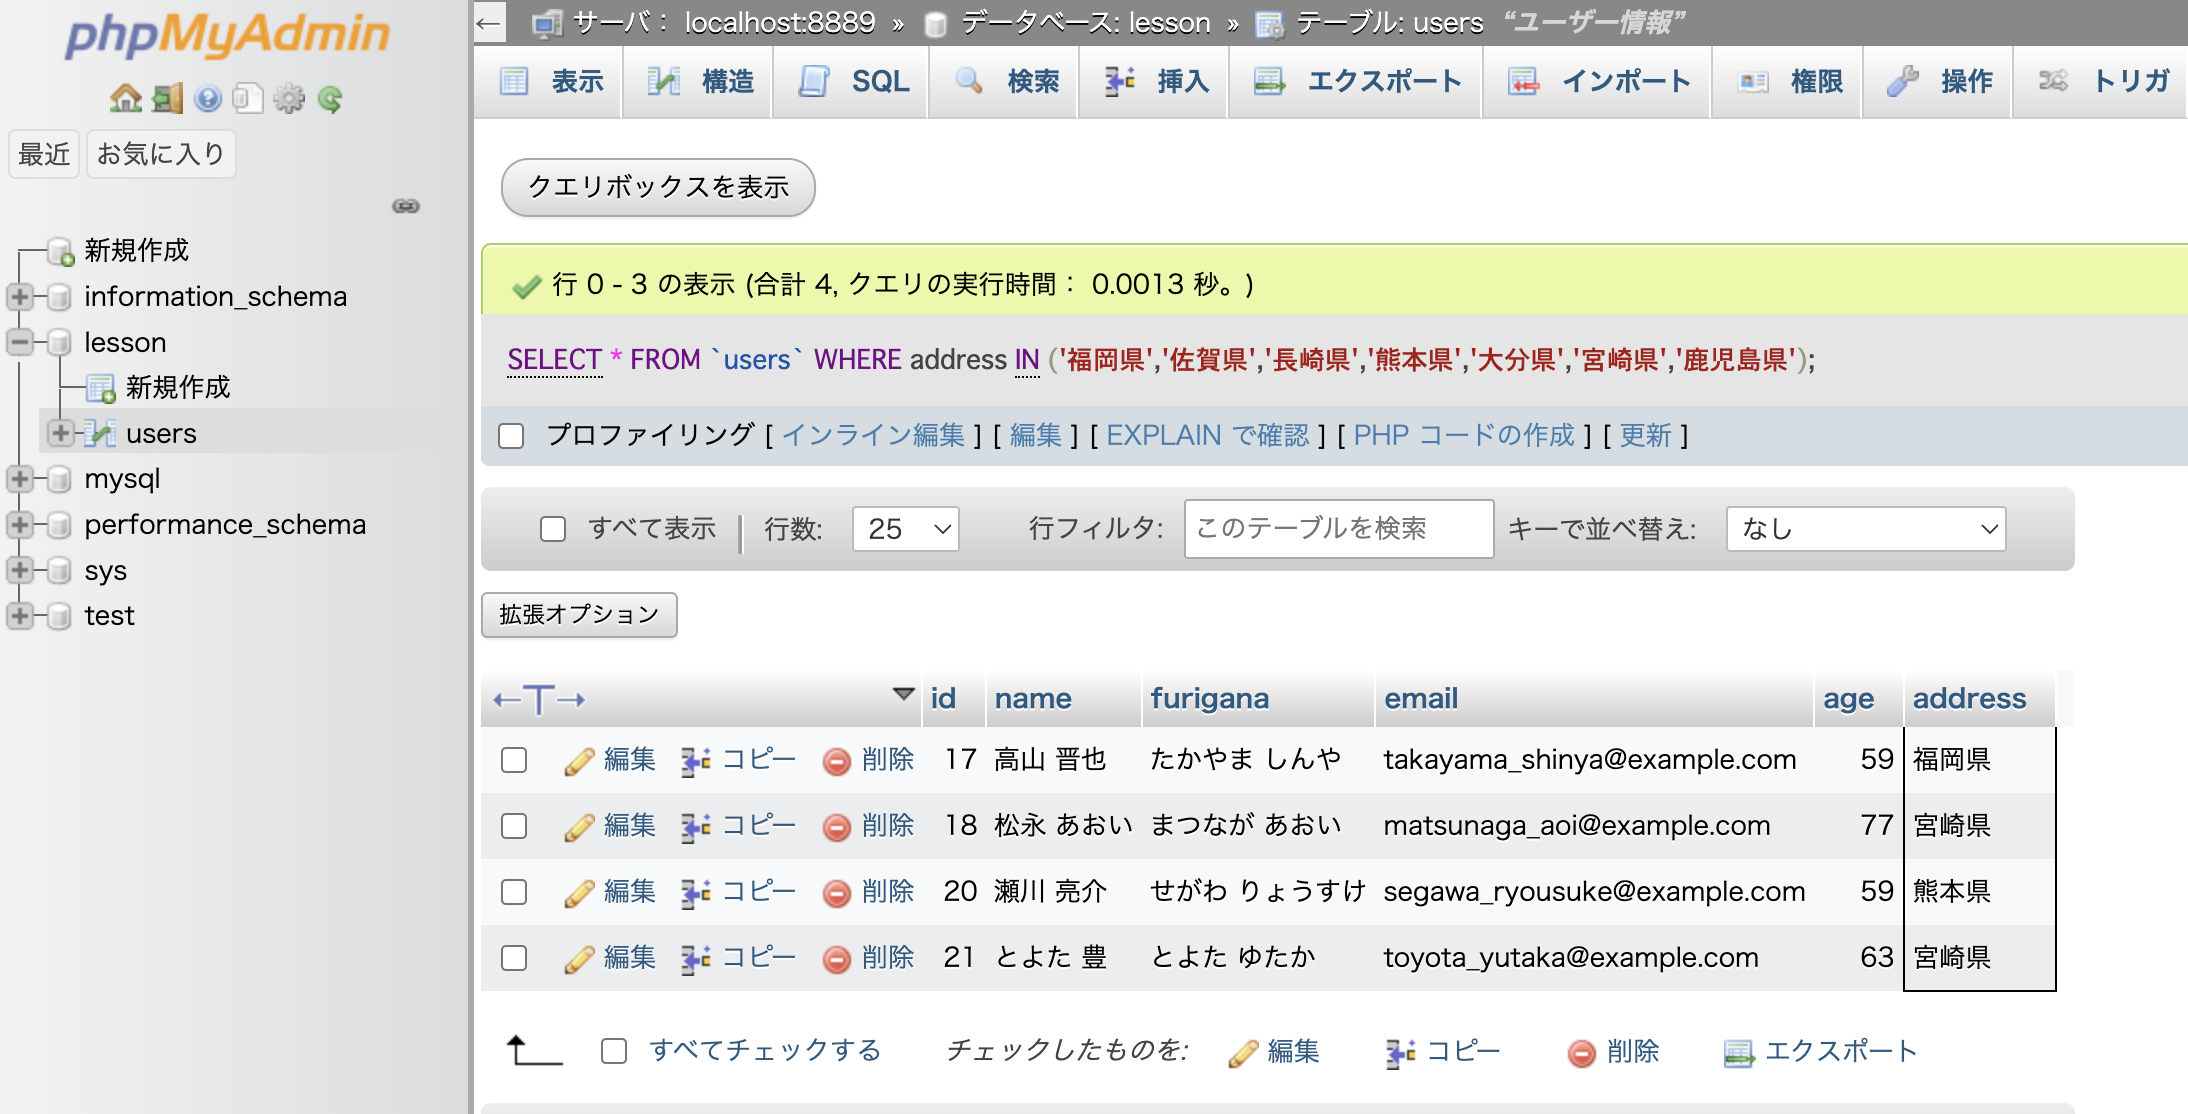 phpMyAdmin
最近 お気に入り
新規作成
information_schema
lesson
新規作成
users
mysql
performance_schema
sys
test
サーバ： localhost:8889 » データベース: lesson » テーブル: users “ユーザー情報”
表示 構造 SQL 検索 挿入 エクスポート インポート 権限 操作 トリガ
クエリボックスを表示
行 0 - 3 の表示 (合計 4, クエリの実行時間： 0.0013 秒。)
SELECT * FROM `users` WHERE address IN ('福岡県','佐賀県','長崎県','熊本県','大分県','宮崎県','鹿児島県');
プロファイリング [ インライン編集 ] [ 編集 ] [ EXPLAIN で確認 ] [ PHP コードの作成 ] [ 更新 ]
すべて表示 行数: 25 行フィルタ: このテーブルを検索 キーで並べ替え: なし
拡張オプション
←T→ id name furigana email age address
編集 コピー 削除 17 高山 晋也 たかやま しんや takayama_shinya@example.com 59 福岡県
編集 コピー 削除 18 松永 あおい まつなが あおい matsunaga_aoi@example.com 77 宮崎県
編集 コピー 削除 20 瀬川 亮介 せがわ りょうすけ segawa_ryousuke@example.com 59 熊本県
編集 コピー 削除 21 とよた 豊 とよた ゆたか toyota_yutaka@example.com 63 宮崎県
すべてチェックする チェックしたものを: 編集 コピー 削除 エクスポート